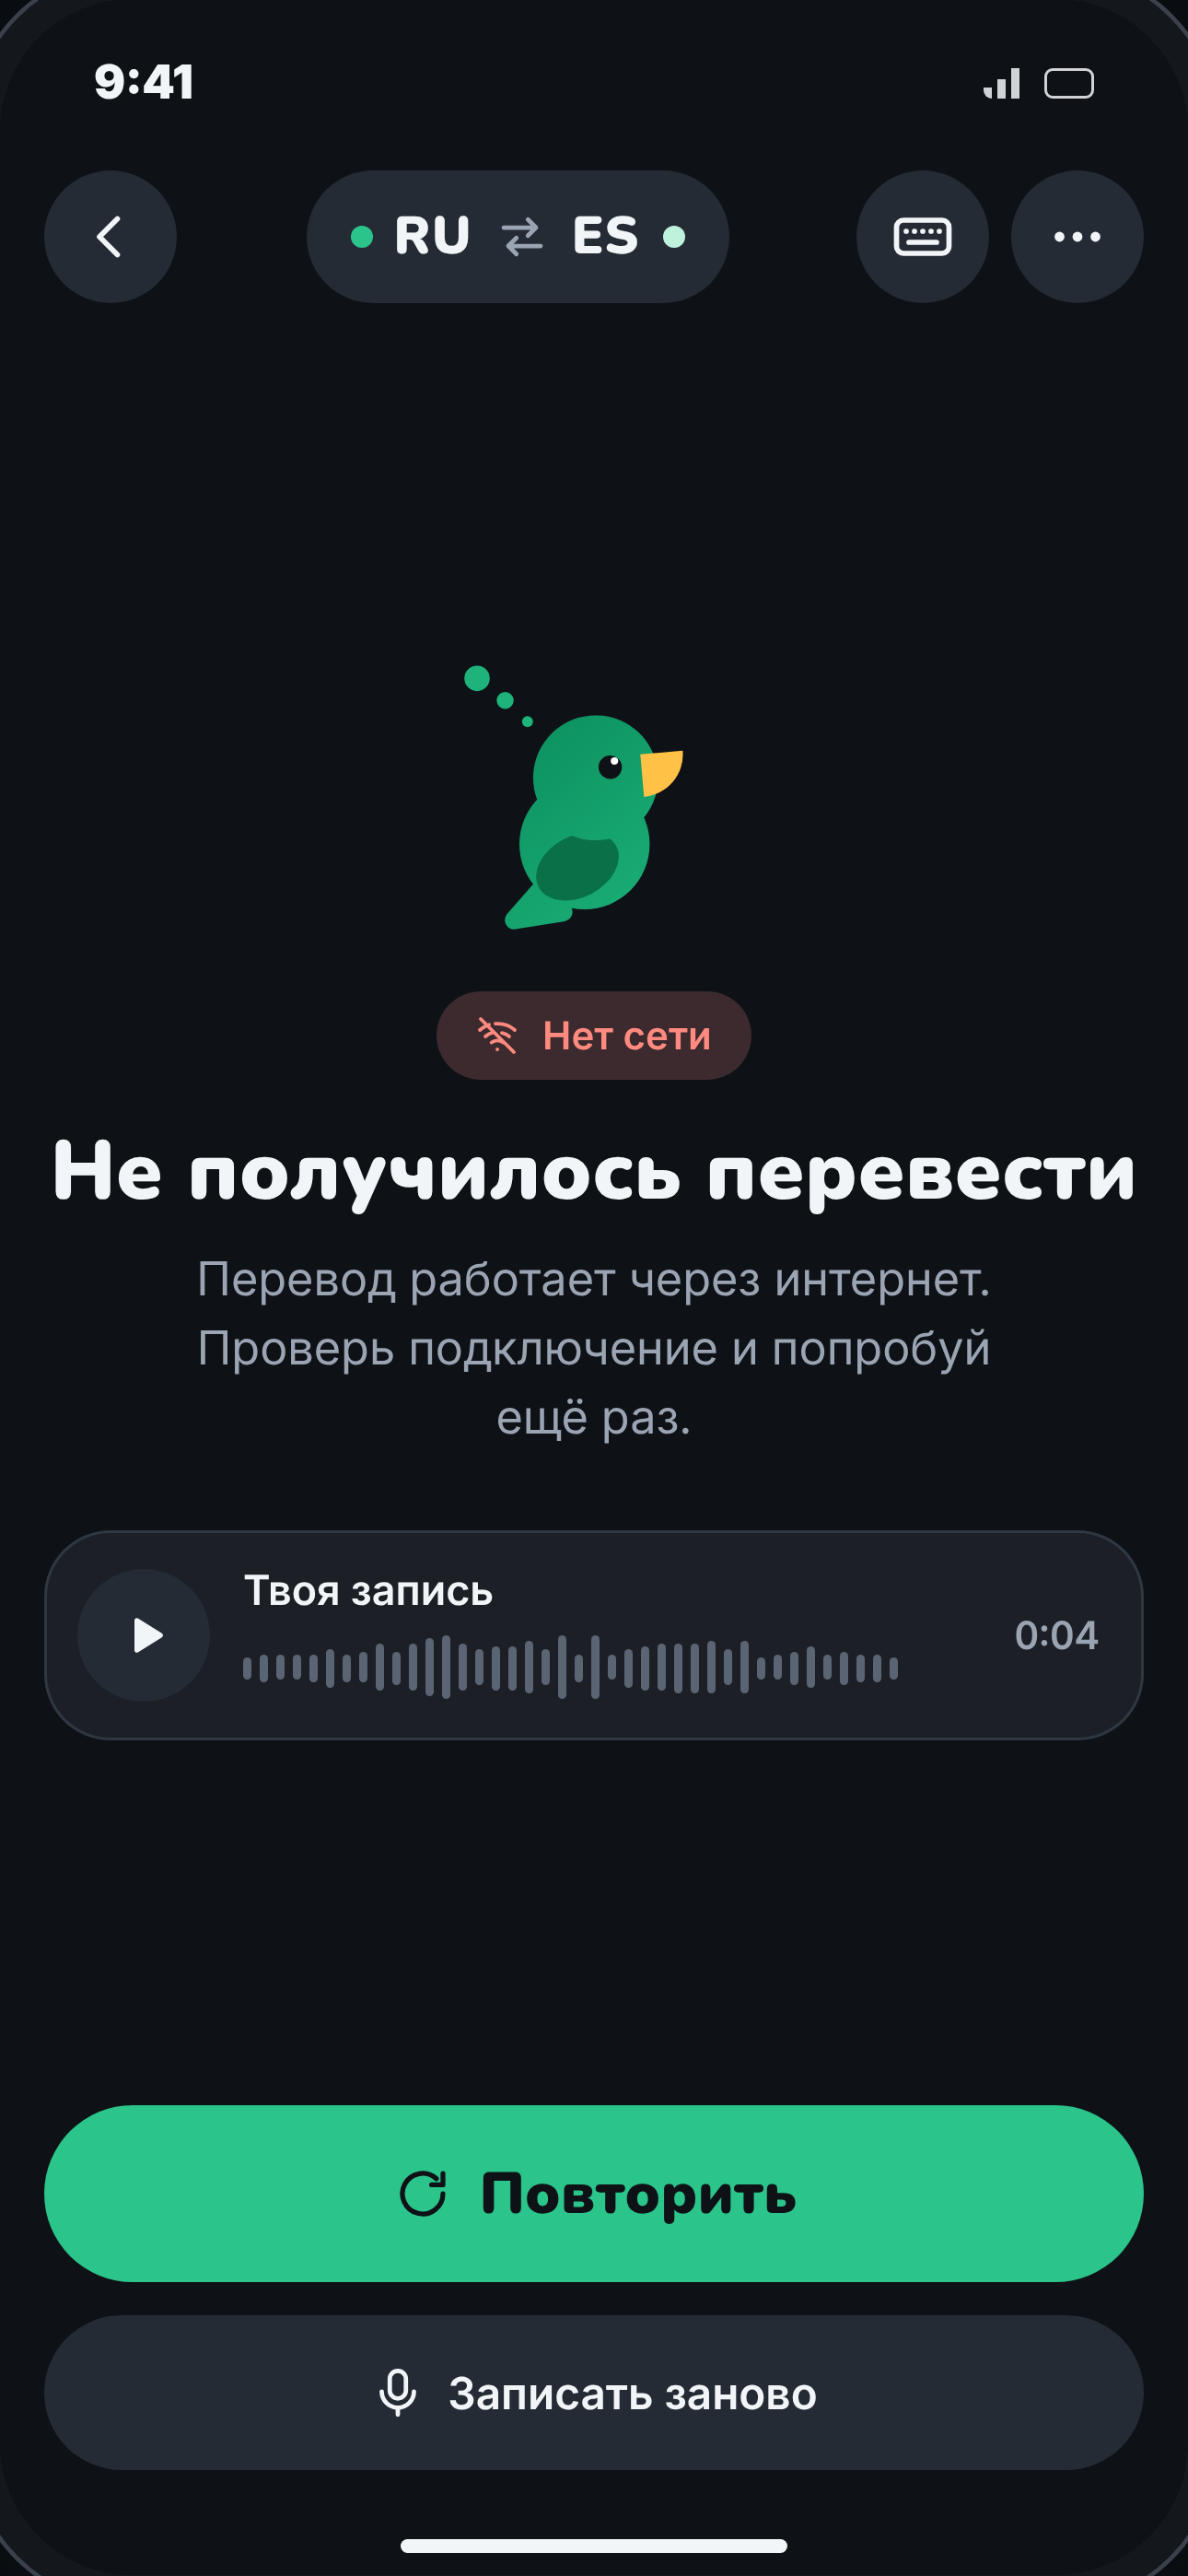 9:41
RU ES
Нет сети
Не получилось перевести
Перевод работает через интернет.
Проверь подключение и попробуй
ещё раз.
Твоя запись
0:04
Повторить
Записать заново